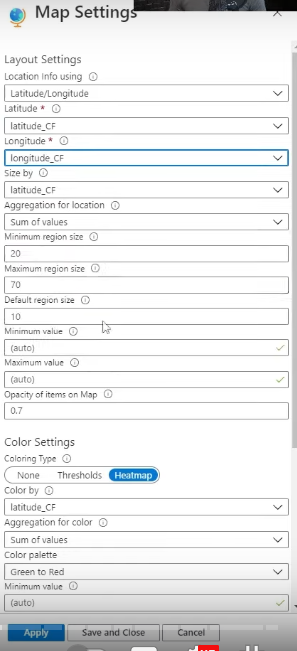 Map Settings
Layout Settings
Location Info using
Latitude/Longitude
Latitude *
latitude_CF
Longitude *
longitude_CF
Size by
latitude_CF
Aggregation for location
Sum of values
Minimum region size
20
Maximum region size
70
Default region size
10
Minimum value
(auto)
Maximum value
(auto)
Opacity of items on Map
0.7
Color Settings
Coloring Type
None Thresholds Heatmap
Color by
latitude_CF
Aggregation for color
Sum of values
Color palette
Green to Red
Minimum value
(auto)
Apply Save and Close Cancel